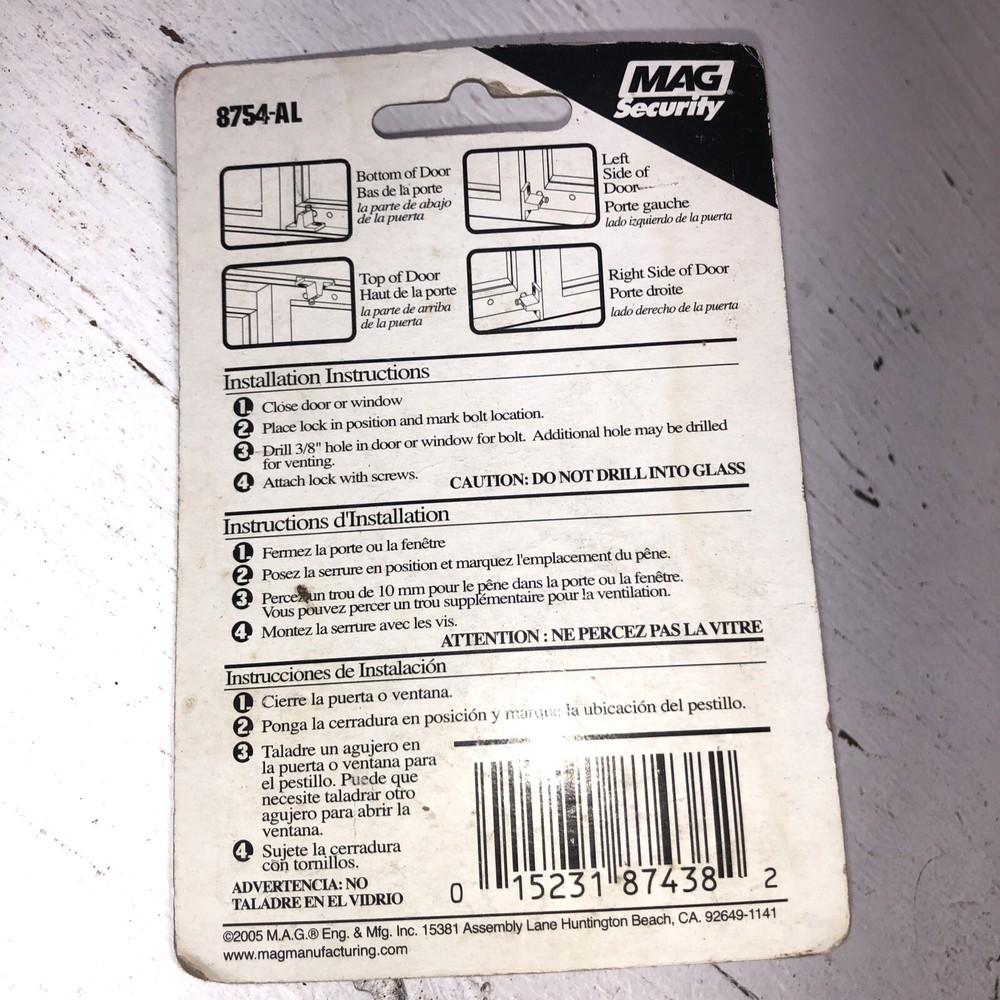 8754-AL
MAG
Security
Bottom of Door
Bas de la porte
la parte de abajo
de la puerta
Left
Side of
Door
Porte gauche
lado izquierdo de la puerta
Top of Door
Haut de la porte
la parte de arriba
de la puerta
Right Side of Door
Porte droite
lado derecho de la puerta
Installation Instructions
1. Close door or window
2 Place lock in position and mark bolt location.
3 Drill 3/8" hole in door or window for bolt. Additional hole may be drilled
for venting.
4 Attach lock with screws. CAUTION: DO NOT DRILL INTO GLASS
Instructions d'Installation
1. Fermez la porte ou la fenêtre
2 Posez la serrure en position et marquez l'emplacement du pêne.
3 Percez un trou de 10 mm pour le pêne dans la porte ou la fenêtre.
Vous pouvez percer un trou supplémentaire pour la ventilation.
4 Montez la serrure avec les vis.
ATTENTION : NE PERCEZ PAS LA VITRE
Instrucciones de Instalación
1. Cierre la puerta o ventana.
2 Ponga la cerradura en posición y marque la ubicación del pestillo.
3 Taladre un agujero en
la puerta o ventana para
el pestillo. Puede que
necesite taladrar otro
agujero para abrir la
ventana.
4 Sujete la cerradura
con tornillos.
ADVERTENCIA: NO
TALADRE EN EL VIDRIO
0 15231 87438 2
©2005 M.A.G.® Eng. & Mfg. Inc. 15381 Assembly Lane Huntington Beach, CA. 92649-1141
www.magmanufacturing.com